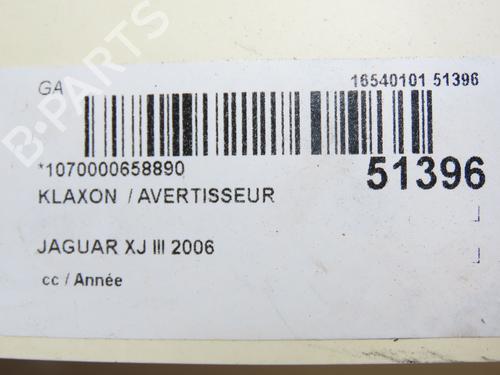 GA 16540101 51396
*1070000658890 51396
KLAXON / AVERTISSEUR
JAGUAR XJ III 2006
cc / Année
B-PARTS